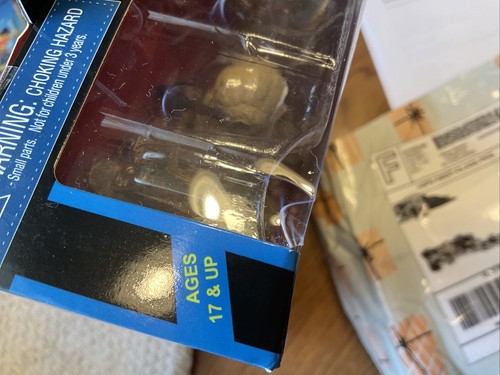 WARNING: CHOKING HAZARD
Small parts. Not for children under 3 years.
AGES
17 & UP
F